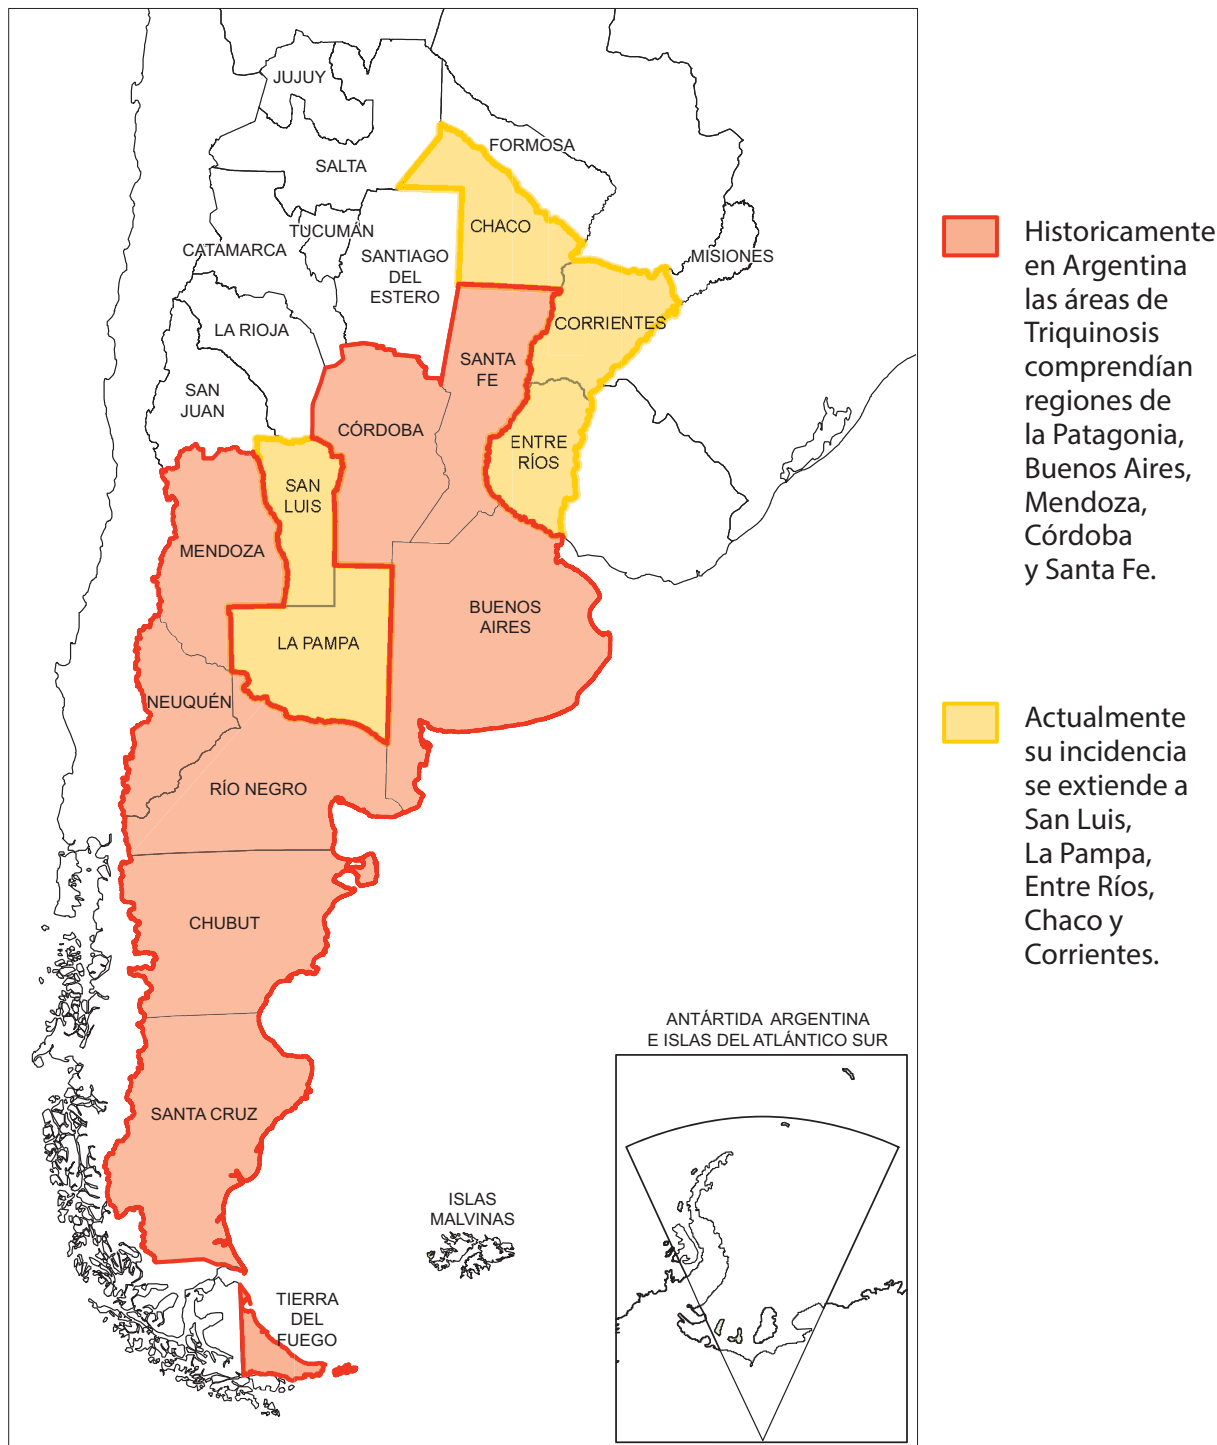 JUJUY
FORMOSA
SALTA
CHACO
TUCUMÁN
CATAMARCA
SANTIAGO
DEL
ESTERO
MISIONES
LA RIOJA
CORRIENTES
SANTA
FE
SAN
JUAN
CÓRDOBA
ENTRE
RÍOS
SAN
LUIS
MENDOZA
BUENOS
AIRES
LA PAMPA
NEUQUÉN
RÍO NEGRO
CHUBUT
SANTA CRUZ
ISLAS
MALVINAS
TIERRA
DEL
FUEGO
ANTÁRTIDA ARGENTINA
E ISLAS DEL ATLÁNTICO SUR
Historicamente
en Argentina
las áreas de
Triquinosis
comprendían
regiones de
la Patagonia,
Buenos Aires,
Mendoza,
Córdoba
y Santa Fe.
Actualmente
su incidencia
se extiende a
San Luis,
La Pampa,
Entre Ríos,
Chaco y
Corrientes.